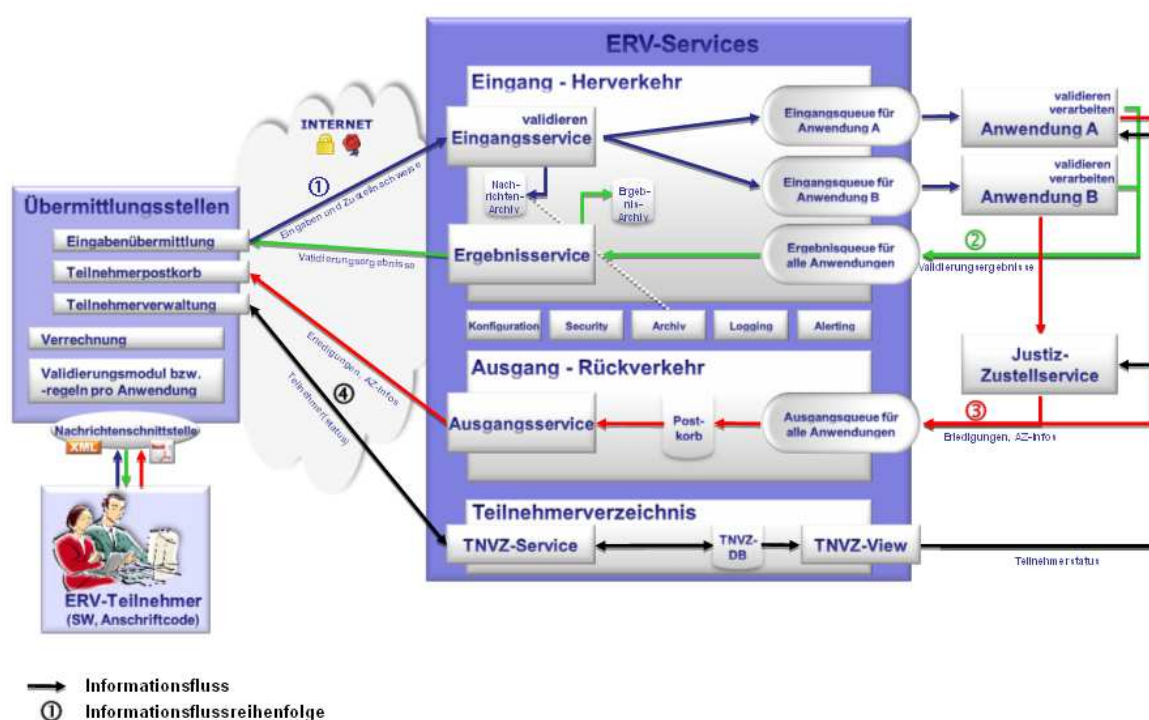 ERV-Services
Eingang - Herverkehr
validieren
Eingangsservice
Eingangsqueue für
Anwendung A
validieren
verarbeiten
Anwendung A
Eingangsqueue für
Anwendung B
validieren
verarbeiten
Anwendung B
Nach-
richten-
Archiv
Ergeb-
nis-
Archiv
Ergebnisservice
Ergebnisqueue für
alle Anwendungen
②
Validierungsergebnisse
Konfiguration
Security
Archiv
Logging
Alerting
Ausgang - Rückverkehr
Ausgangsservice
Post-
korb
Ausgangsqueue für
alle Anwendungen
Justiz-
Zustellservice
③
Erledigungen, AZ-Infos
Teilnehmerverzeichnis
TNVZ-Service
TNVZ-
DB
TNVZ-View
Teilnehmerstatus
INTERNET
①
Eingaben und Zustellnachweise
Validierungsergebnisse
Erledigungen, AZ-Infos
④
Teilnehmer(status)
Übermittlungsstellen
Eingabenübermittlung
Teilnehmerpostkorb
Teilnehmerverwaltung
Verrechnung
Validierungsmodul bzw.
-regeln pro Anwendung
Nachrichtenschnittstelle
XML
ERV-Teilnehmer
(SW, Anschriftcode)
Informationsfluss
① Informationsflussreihenfolge